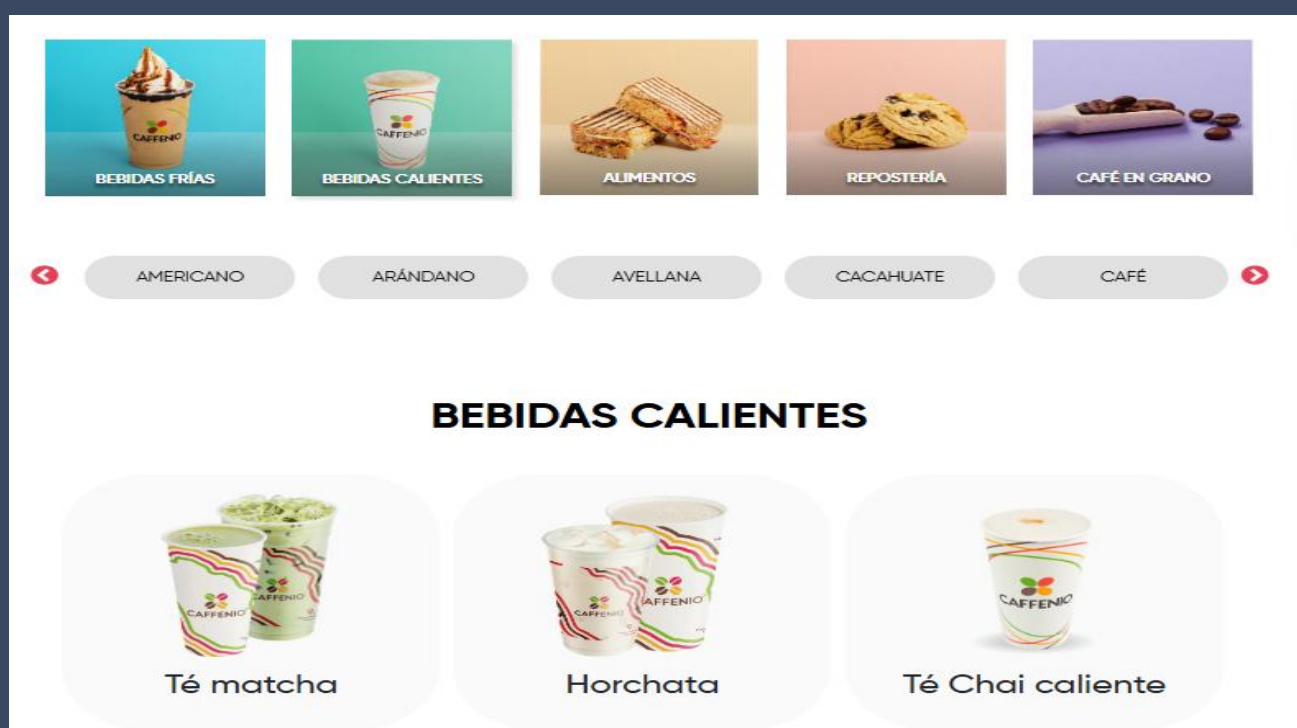 CAFFENIO
CAFFENIO
BEBIDAS FRÍAS
BEBIDAS CALIENTES
ALIMENTOS
REPOSTERÍA
CAFÉ EN GRANO
AMERICANO
ARÁNDANO
AVELLANA
CACAHUATE
CAFÉ
BEBIDAS CALIENTES
CAFFENIO
CAFFENIO
CAFFENIO
AFFENIO
CAFFENIO
Té matcha
Horchata
Té Chai caliente